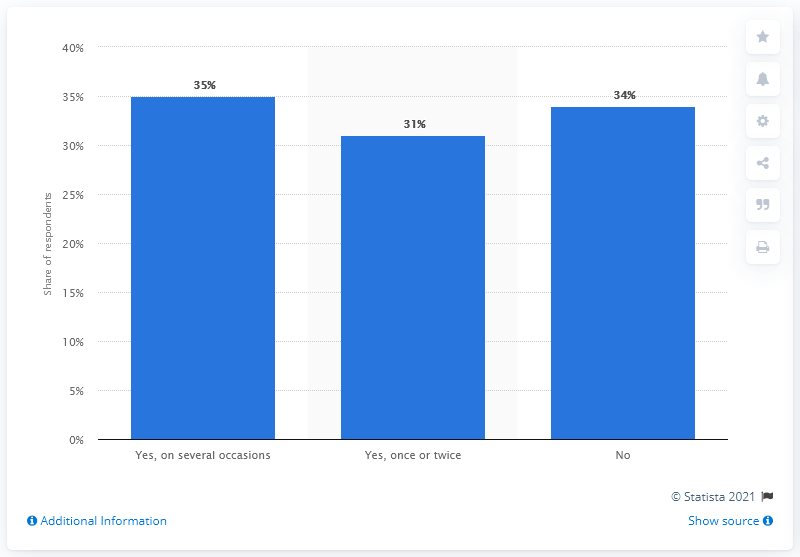 40%
35%
30%
25%
20%
15%
10%
5%
0%
Share of respondents
35%
31%
34%
Yes, on several occasions
Yes, once or twice
No
© Statista 2021
Additional Information
Show source